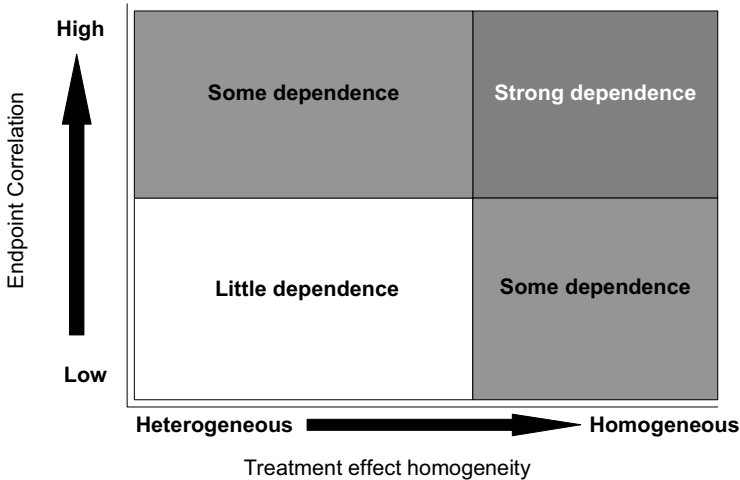 High
Some dependence
Strong dependence
Endpoint Correlation
Little dependence
Some dependence
Low
Heterogeneous
Homogeneous
Treatment effect homogeneity